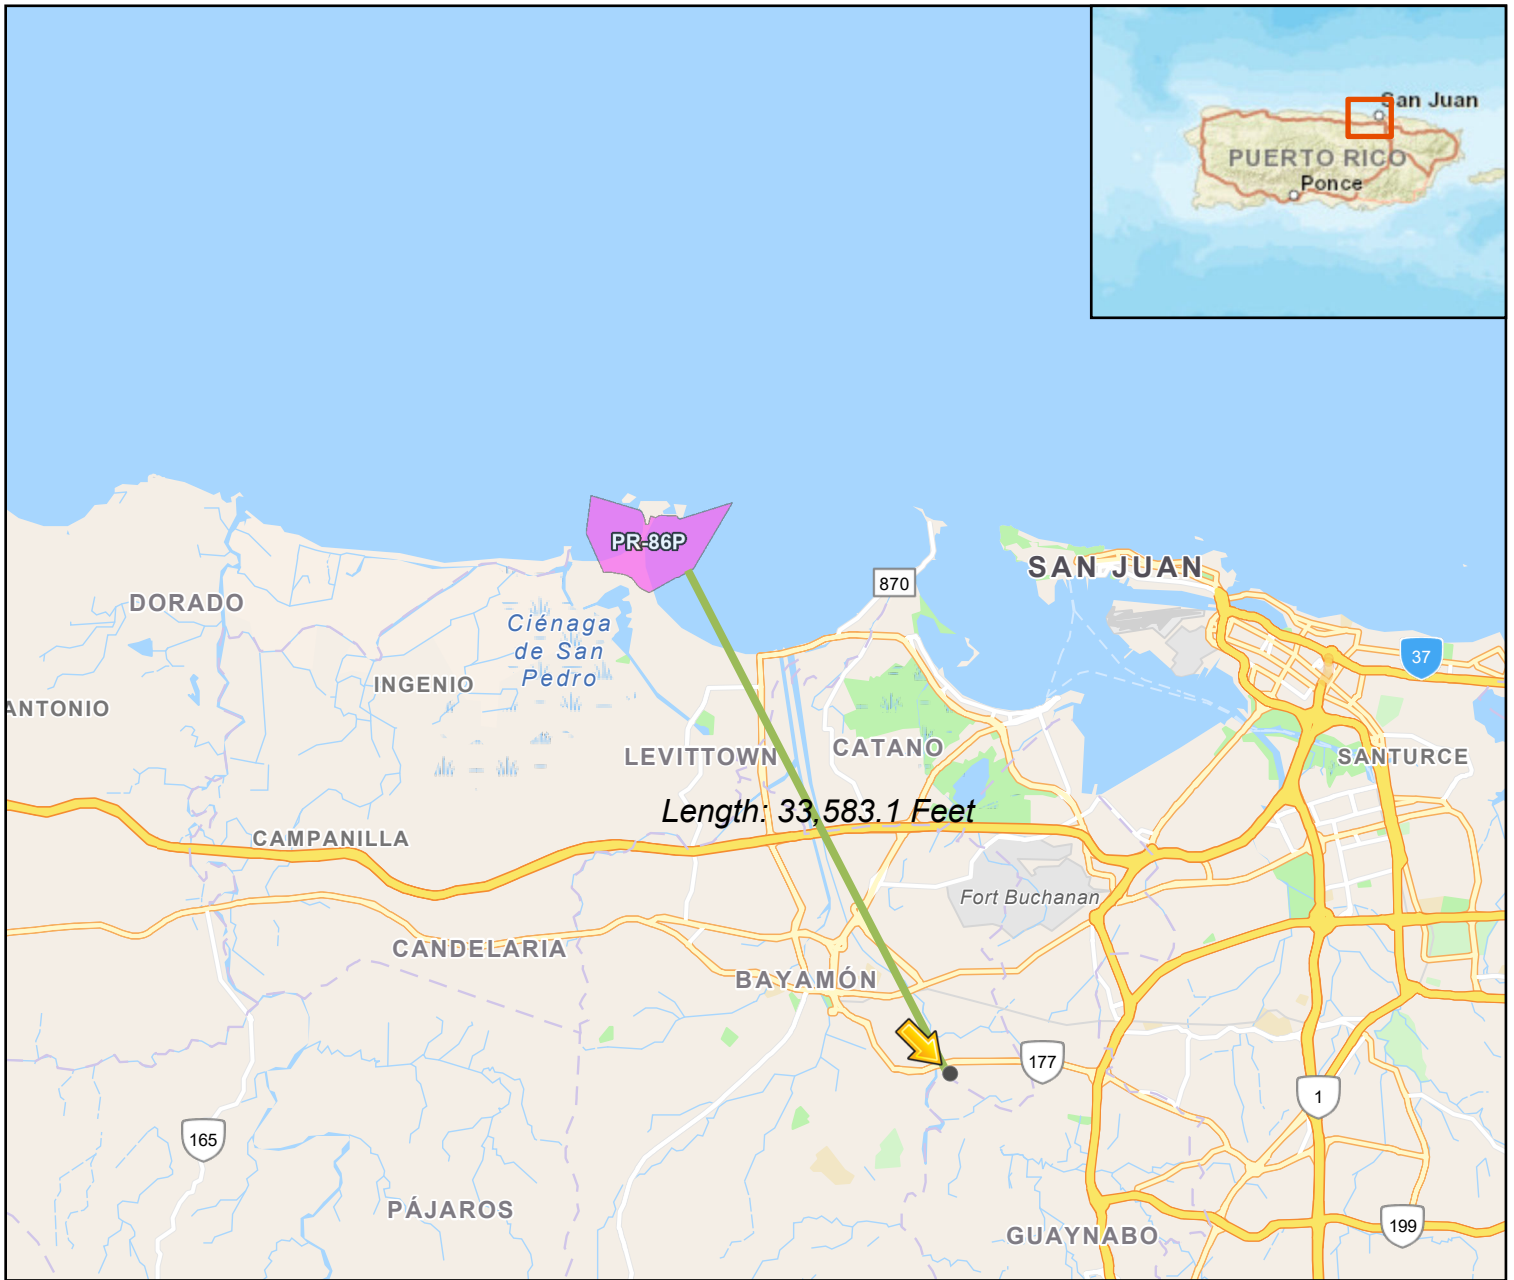 San Juan
PUERTO RICO
Ponce
PR-86P
SAN JUAN
870
DORADO
Ciénaga
de San
Pedro
37
INGENIO
ANTONIO
LEVITTOWN
CATANO
SANTURCE
Length: 33,583.1 Feet
CAMPANILLA
Fort Buchanan
CANDELARIA
BAYAMÓN
177
1
165
PÁJAROS
199
GUAYNABO